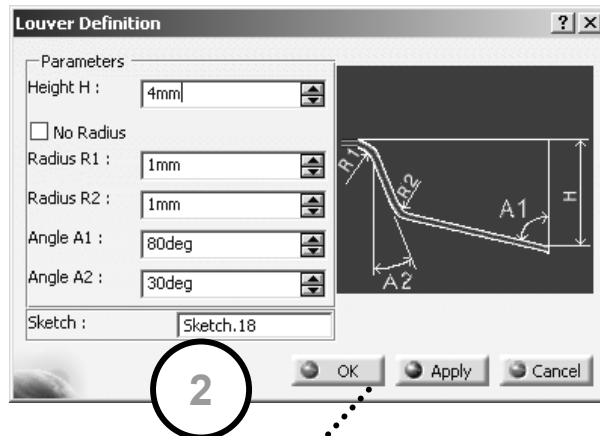 Louver Definition
Parameters
Height H : 4mm
No Radius
Radius R1 : 1mm
Radius R2 : 1mm
Angle A1 : 80deg
Angle A2 : 30deg
Sketch : Sketch.18
R1
R2
A1
H
A2
OK Apply Cancel
2